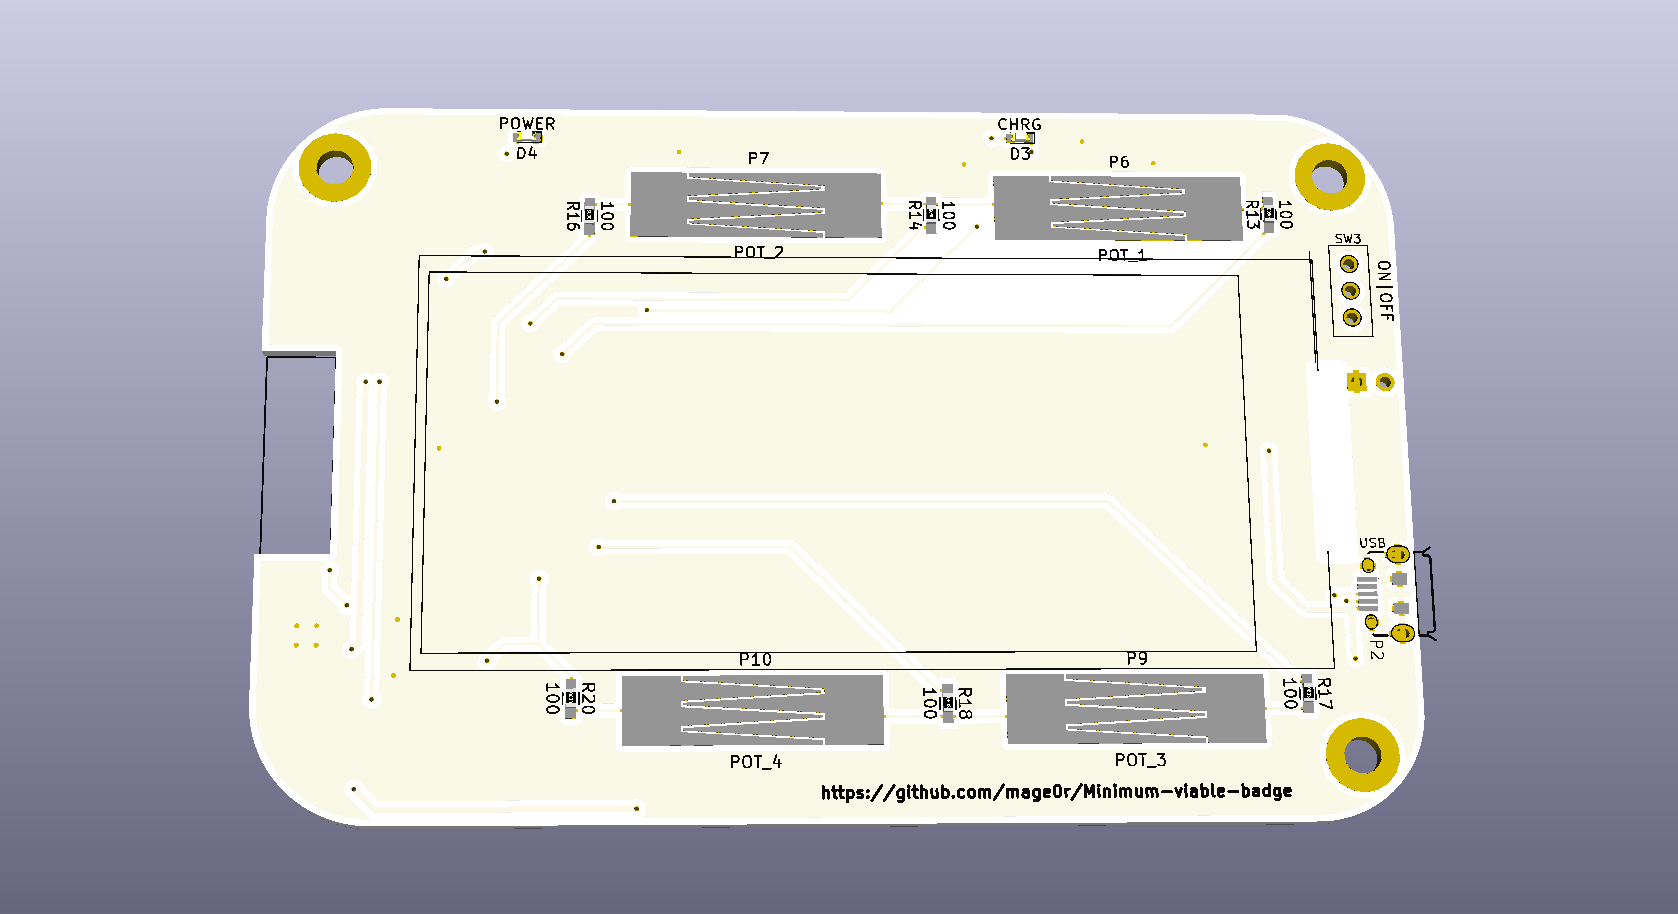 POWER
D4
CHRG
D3
P7
P6
R16
100
R14
100
R13
100
POT_2
POT_1
SW3
ON|OFF
USB
P2
P10
P9
100
R20
100
R18
100
R17
POT_4
POT_3
https://github.com/mage0r/Minimum-viable-badge